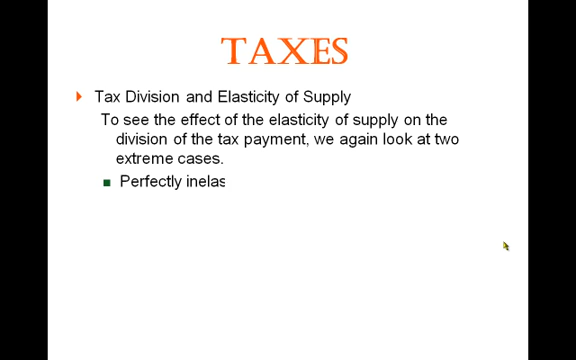 TAXES
Tax Division and Elasticity of Supply
To see the effect of the elasticity of supply on the
division of the tax payment, we again look at two
extreme cases.
Perfectly inelas